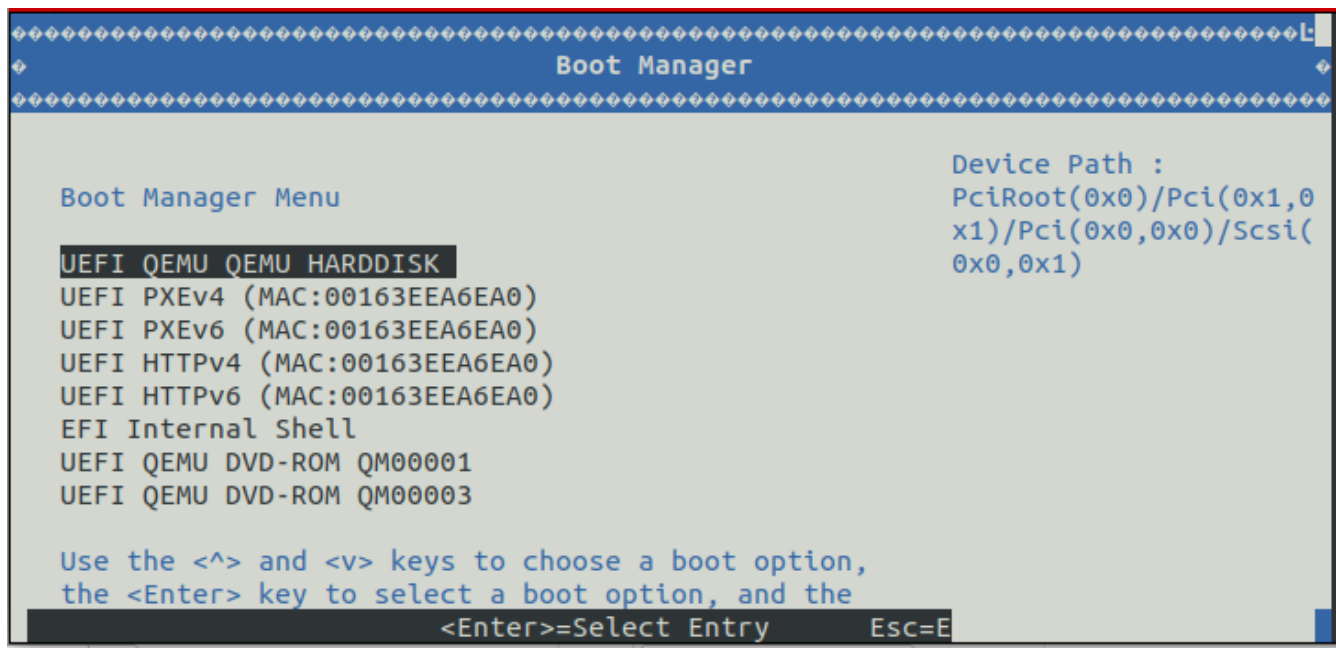 Boot Manager
Boot Manager Menu
UEFI QEMU QEMU HARDDISK
UEFI PXEv4 (MAC:00163EEA6EA0)
UEFI PXEv6 (MAC:00163EEA6EA0)
UEFI HTTPv4 (MAC:00163EEA6EA0)
UEFI HTTPv6 (MAC:00163EEA6EA0)
EFI Internal Shell
UEFI QEMU DVD-ROM QM00001
UEFI QEMU DVD-ROM QM00003
Use the <^> and <v> keys to choose a boot option,
the <Enter> key to select a boot option, and the
Device Path :
PciRoot(0x0)/Pci(0x1,0
x1)/Pci(0x0,0x0)/Scsi(
0x0,0x1)
<Enter>=Select Entry Esc=E